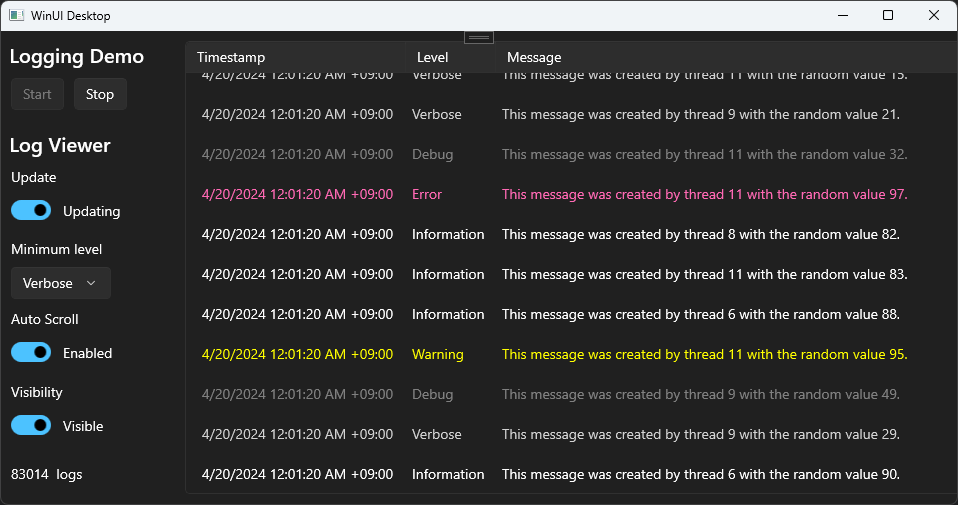 WinUI Desktop
Logging Demo
Start Stop
Log Viewer
Update
Updating
Minimum level
Verbose
Auto Scroll
Enabled
Visibility
Visible
83014 logs
Timestamp Level Message
4/20/2024 12:01:20 AM +09:00 Verbose This message was created by thread 11 with the random value 15.
4/20/2024 12:01:20 AM +09:00 Verbose This message was created by thread 9 with the random value 21.
4/20/2024 12:01:20 AM +09:00 Debug This message was created by thread 11 with the random value 32.
4/20/2024 12:01:20 AM +09:00 Error This message was created by thread 11 with the random value 97.
4/20/2024 12:01:20 AM +09:00 Information This message was created by thread 8 with the random value 82.
4/20/2024 12:01:20 AM +09:00 Information This message was created by thread 11 with the random value 83.
4/20/2024 12:01:20 AM +09:00 Information This message was created by thread 6 with the random value 88.
4/20/2024 12:01:20 AM +09:00 Warning This message was created by thread 11 with the random value 95.
4/20/2024 12:01:20 AM +09:00 Debug This message was created by thread 9 with the random value 49.
4/20/2024 12:01:20 AM +09:00 Verbose This message was created by thread 9 with the random value 29.
4/20/2024 12:01:20 AM +09:00 Information This message was created by thread 6 with the random value 90.